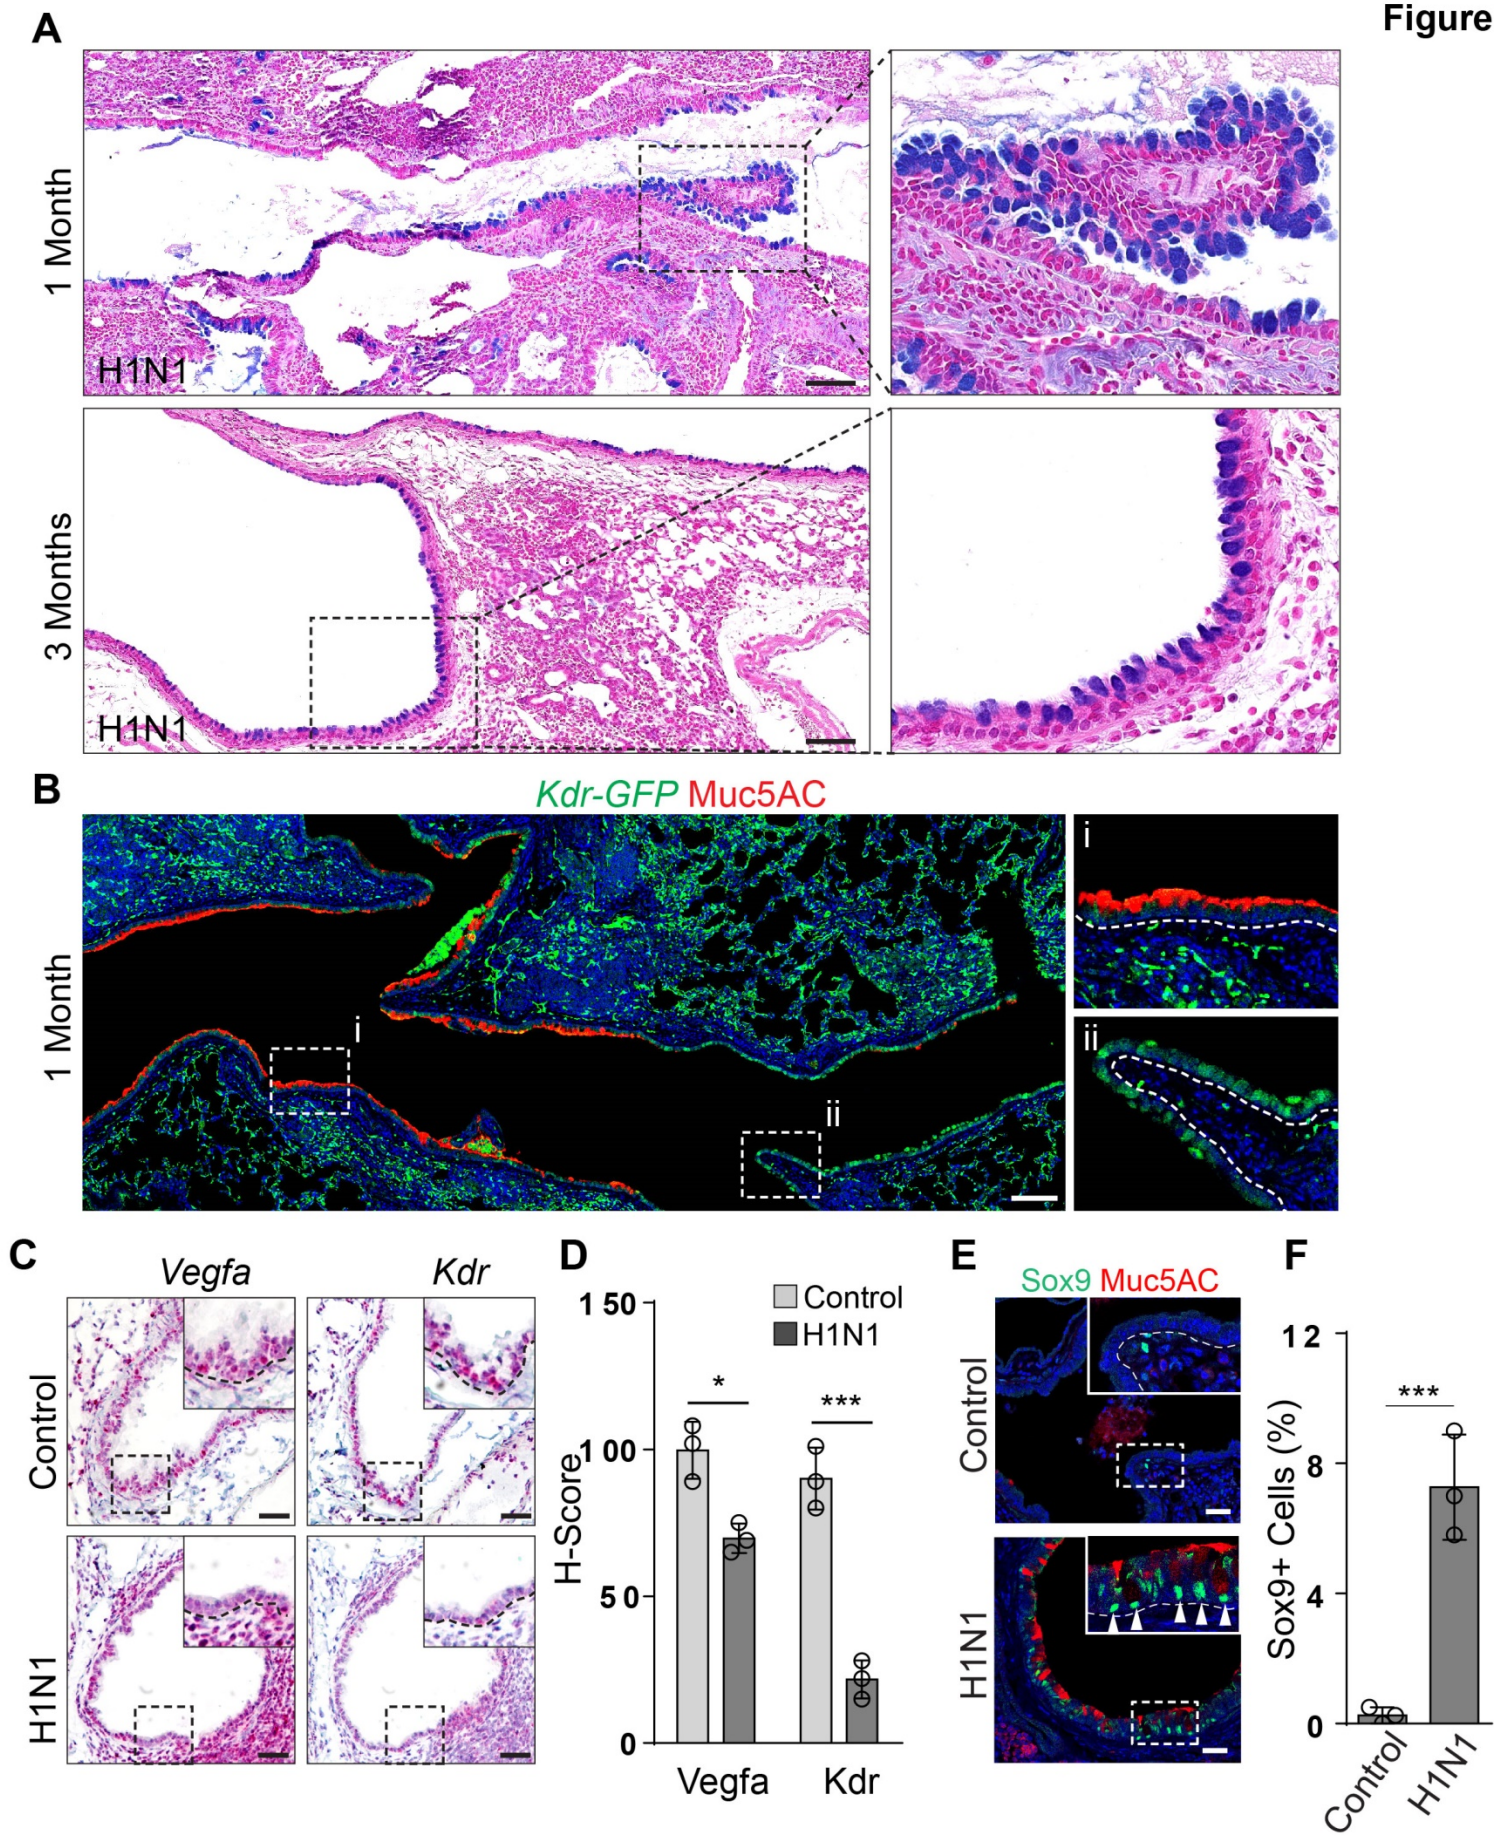 Figure
A
1 Month
H1N1
3 Months
H1N1
B
Kdr-GFP Muc5AC
1 Month
i
ii
i
ii
C
Vegfa
Kdr
Control
H1N1
D
Control
H1N1
H-Score
150
100
50
0
*
***
Vegfa
Kdr
E
Sox9 Muc5AC
Control
H1N1
F
Sox9+ Cells (%)
12
8
4
0
***
Control
H1N1